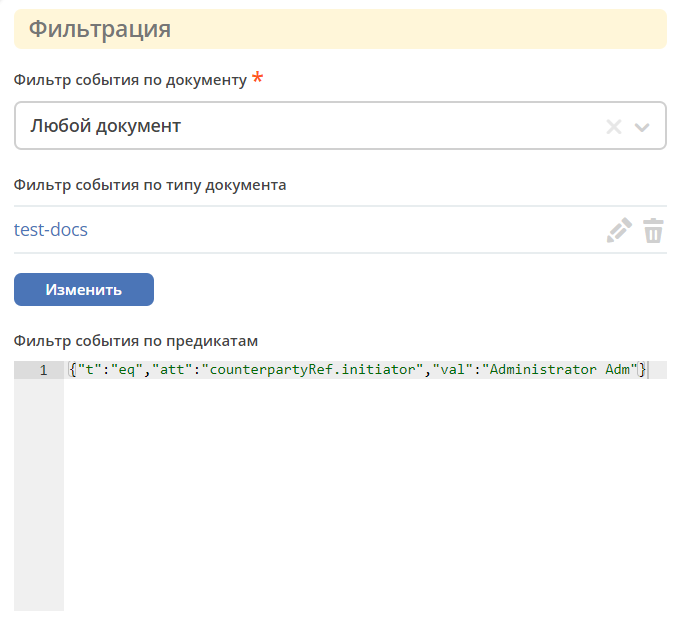 Фильтрация
Фильтр события по документу *
Любой документ
Фильтр события по типу документа
test-docs
Изменить
Фильтр события по предикатам
1 {"t":"eq","att":"counterpartyRef.initiator","val":"Administrator Adm"}